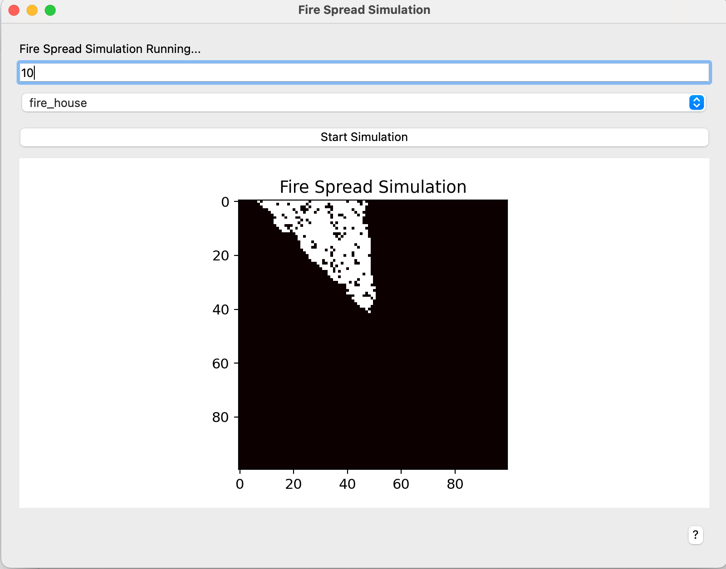 Fire Spread Simulation
Fire Spread Simulation Running...
10
fire_house
Start Simulation
Fire Spread Simulation
0
20
40
60
80
0 20 40 60 80
?